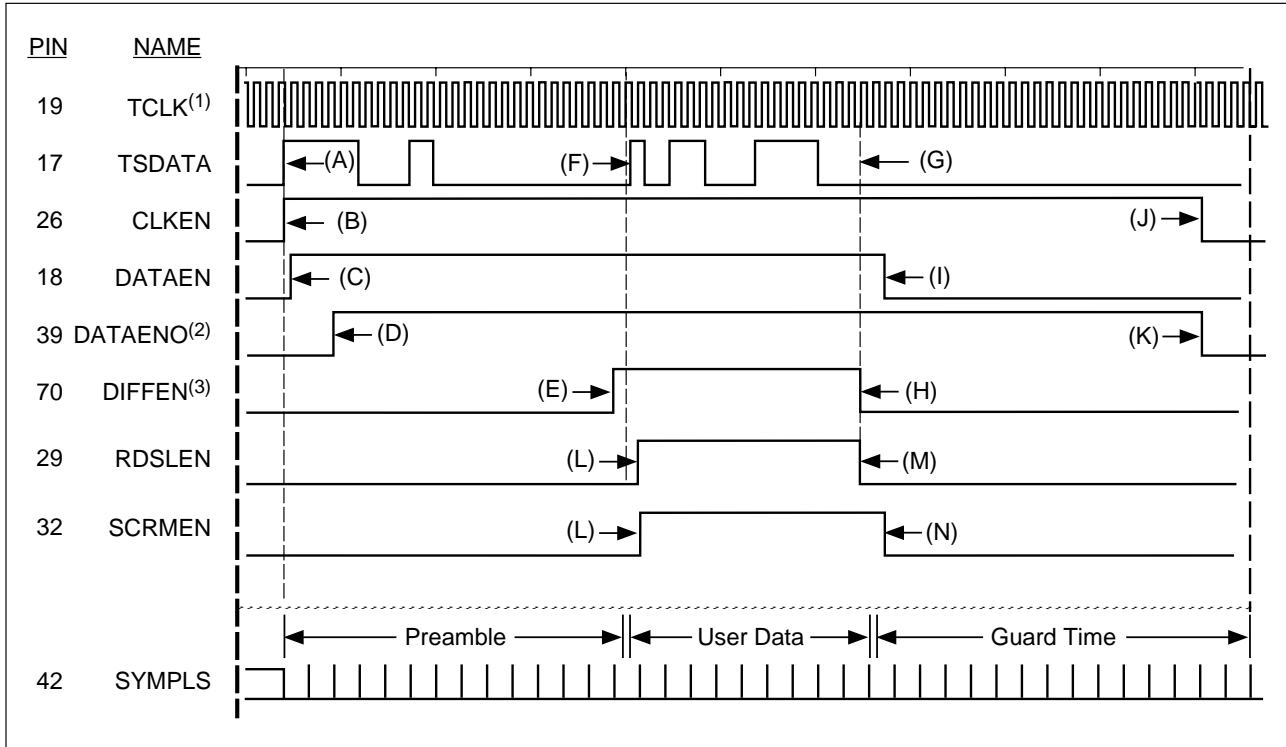 PIN NAME
19 TCLK(1)
17 TSDATA (A) (F) (G)
26 CLKEN (B) (J)
18 DATAEN (C) (I)
39 DATAENO(2) (D) (K)
70 DIFFEN(3) (E) (H)
29 RDSLEN (L) (M)
32 SCRMEN (L) (N)
Preamble User Data Guard Time
42 SYMPLS